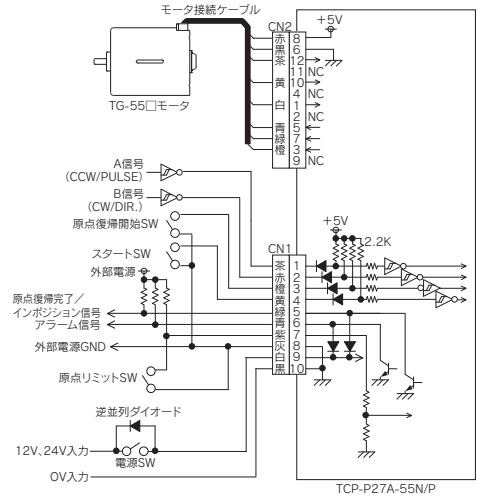 モータ接続ケーブル
TG-55□モータ
CN2
+5V
赤 8
黒 6
茶 12
11 NC
黄 10
4 NC
白 1
2 NC
青 5
緑 7
橙 3
9 NC
A信号
(CCW/PULSE)
B信号
(CW/DIR.)
原点復帰開始SW
スタートSW
外部電源
原点復帰完了/
インポジション信号
アラーム信号
外部電源GND
原点リミットSW
逆並列ダイオード
12V、24V入力
電源SW
0V入力
CN1
+5V
2.2K
茶 1
赤 2
橙 3
黄 4
緑 5
青 6
紫 7
灰 8
白 9
黒 10
TCP-P27A-55N/P